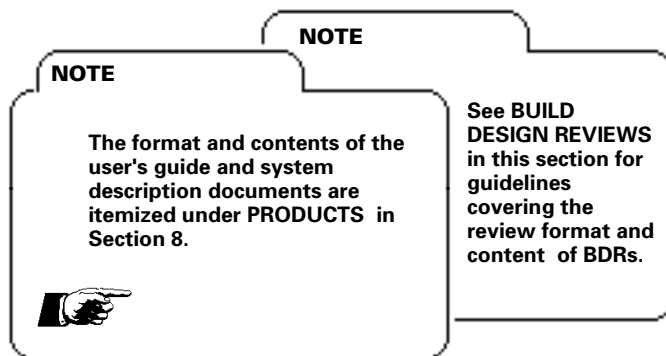 NOTE
NOTE
The format and contents of the
user's guide and system
description documents are
itemized under PRODUCTS in
Section 8.
See BUILD
DESIGN REVIEWS
in this section for
guidelines
covering the
review format and
content of BDRs.